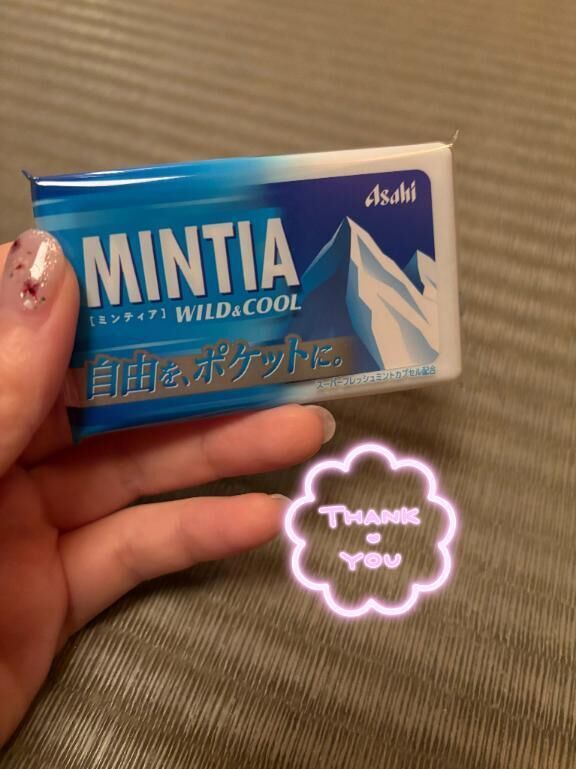 Asahi
MINTIA
[ミンティア] WILD&COOL
自由を、ポケットに。
スーパーフレッシュミントカプセル配合
THANK
YOU